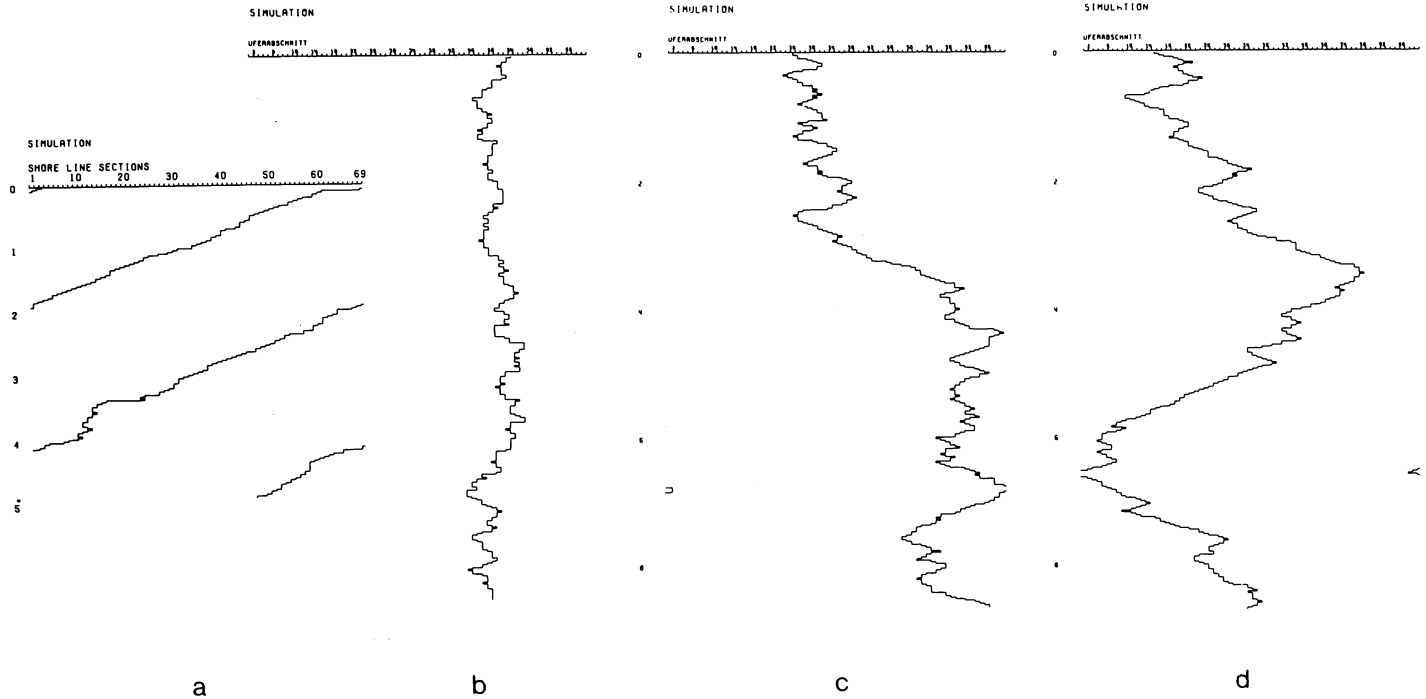 SIMULATION
SHORE LINE SECTIONS
1 10 20 30 40 50 60 69
0
1
2
3
4
5
a
SIMULATION
UFERABSCHNITT
b
SIMULATION
UFERABSCHNITT
0
2
4
6
8
c
SIMULATION
UFERABSCHNITT
0
2
4
6
8
d